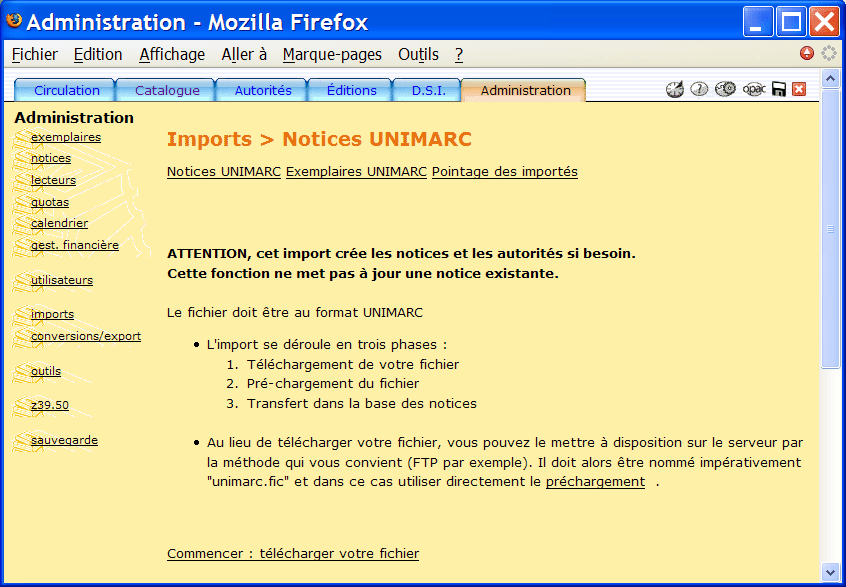 Administration - Mozilla Firefox
Fichier Edition Affichage Aller à Marque-pages Outils ?
Circulation Catalogue Autorités Éditions D.S.I. Administration opac
Administration
exemplaires
notices
lecteurs
quotas
calendrier
gest. financière
utilisateurs
imports
conversions/export
outils
z39.50
sauvegarde
Imports > Notices UNIMARC
Notices UNIMARC Exemplaires UNIMARC Pointage des importés
ATTENTION, cet import crée les notices et les autorités si besoin.
Cette fonction ne met pas à jour une notice existante.
Le fichier doit être au format UNIMARC
• L'import se déroule en trois phases :
1. Téléchargement de votre fichier
2. Pré-chargement du fichier
3. Transfert dans la base des notices
• Au lieu de télécharger votre fichier, vous pouvez le mettre à disposition sur le serveur par
la méthode qui vous convient (FTP par exemple). Il doit alors être nommé impérativement
"unimarc.fic" et dans ce cas utiliser directement le préchargement .
Commencer : télécharger votre fichier